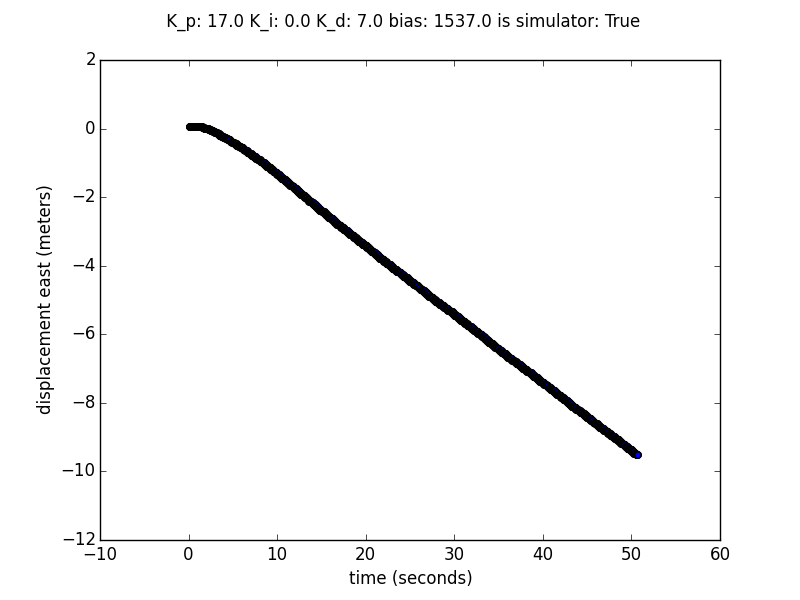 K_p: 17.0 K_i: 0.0 K_d: 7.0 bias: 1537.0 is simulator: True
2
0
−2
−4
−6
−8
−10
−12
displacement east (meters)
−10 0 10 20 30 40 50 60
time (seconds)